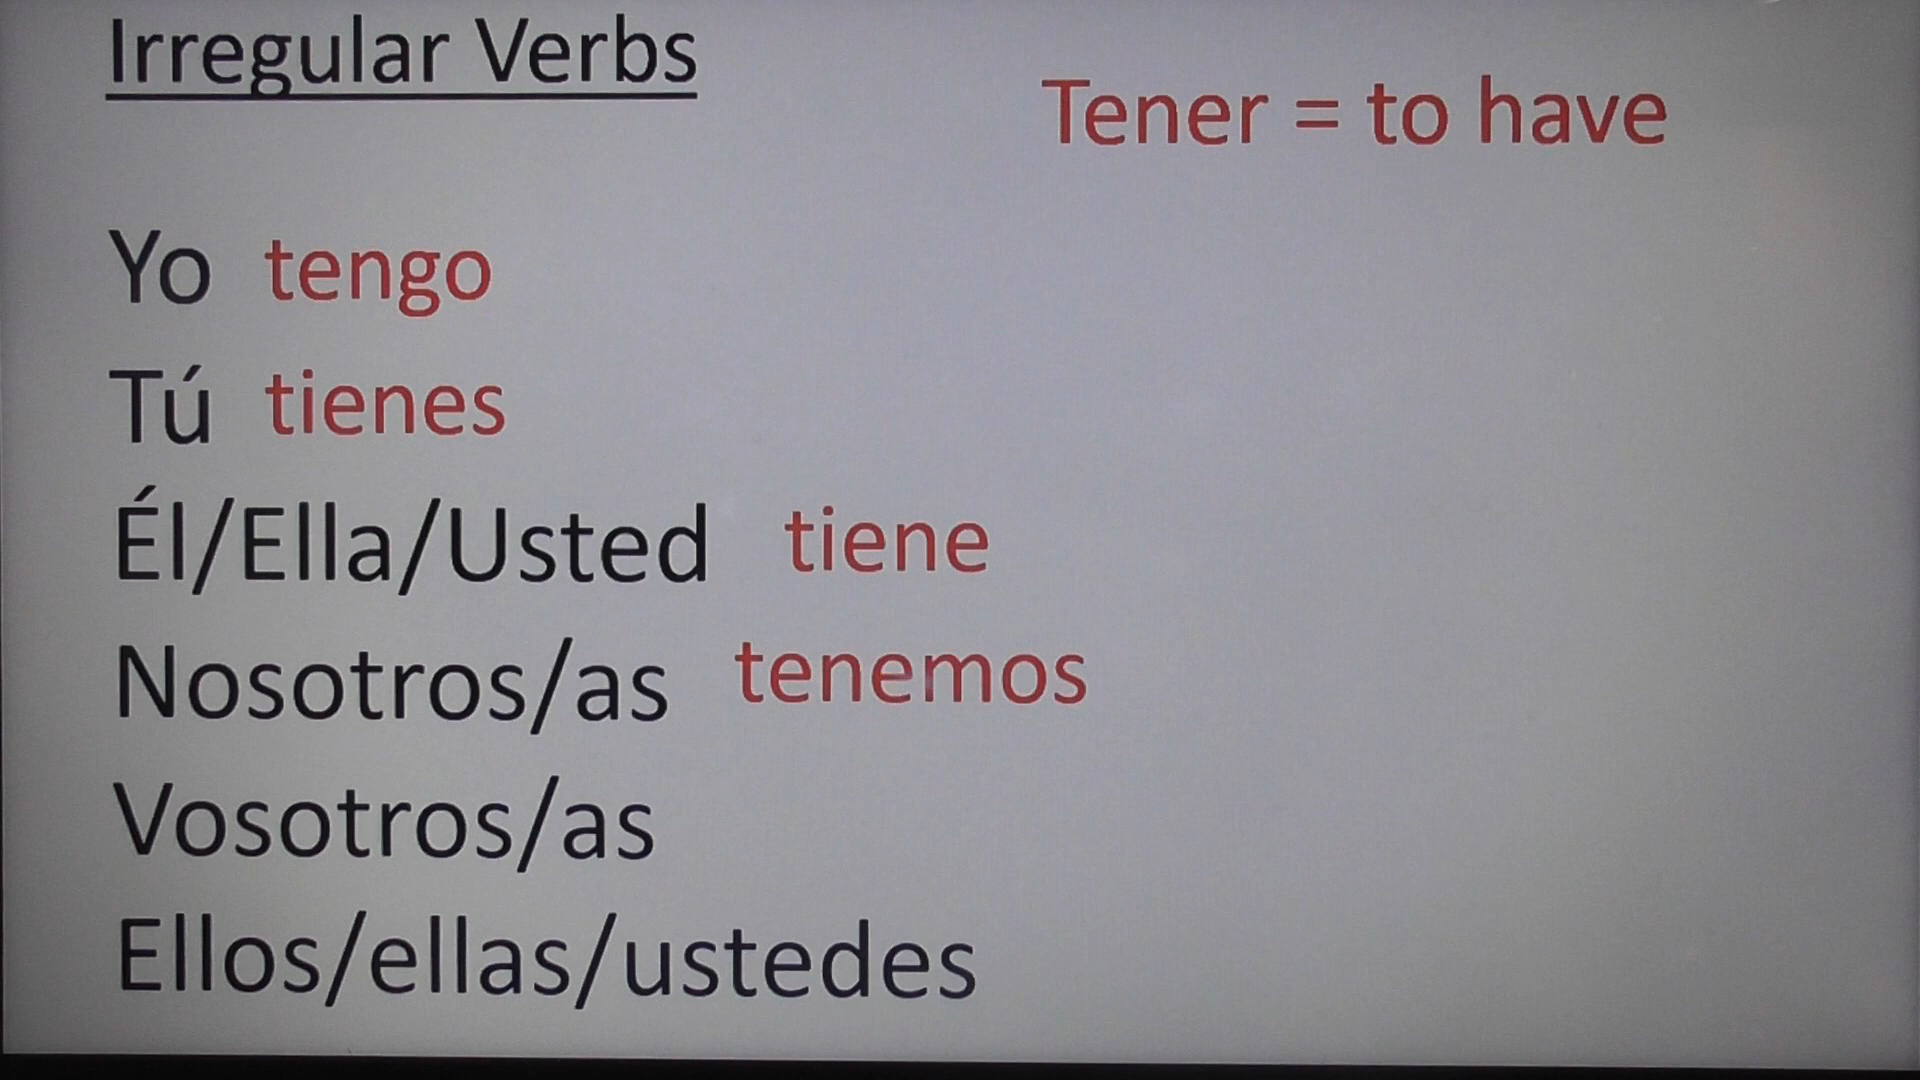 Irregular Verbs
Tener = to have
Yo tengo
Tú tienes
Él/Ella/Usted tiene
Nosotros/as tenemos
Vosotros/as
Ellos/ellas/ustedes